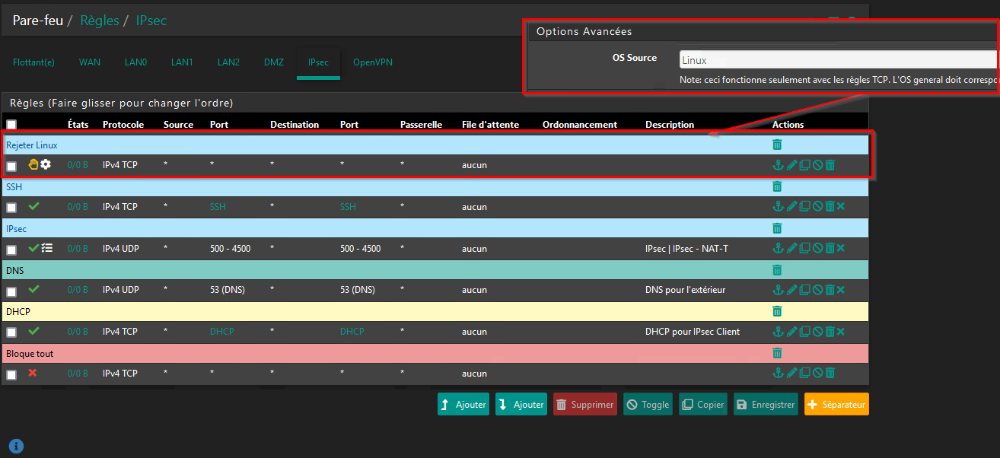 Pare-feu / Règles / IPsec
Options Avancées
OS Source
Linux
Note: ceci fonctionne seulement avec les règles TCP. L'OS general doit correspo
Flottant(e) WAN LAN0 LAN1 LAN2 DMZ IPsec OpenVPN
Règles (Faire glisser pour changer l'ordre)
États Protocole Source Port Destination Port Passerelle File d'attente Ordonnancement Description Actions
Rejeter Linux
0/0 B IPv4 TCP * * * * * aucun
SSH
0/0 B IPv4 TCP * SSH * SSH * aucun
IPsec
0/0 B IPv4 UDP * 500 - 4500 * 500 - 4500 * aucun IPsec | IPsec - NAT-T
DNS
0/0 B IPv4 UDP * 53 (DNS) * 53 (DNS) * aucun DNS pour l'extérieur
DHCP
0/0 B IPv4 TCP * DHCP * DHCP * aucun DHCP pour IPsec Client
Bloque tout
0/0 B IPv4 TCP * * * * * aucun
Ajouter Ajouter Supprimer Toggle Copier Enregistrer Séparateur